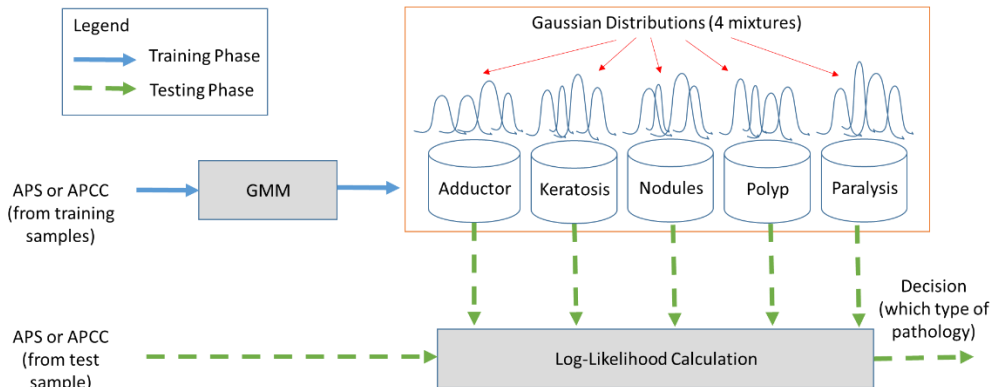 Legend
Training Phase
Testing Phase
Gaussian Distributions (4 mixtures)
APS or APCC
(from training
samples)
GMM
Adductor
Keratosis
Nodules
Polyp
Paralysis
APS or APCC
(from test
sample)
Log-Likelihood Calculation
Decision
(which type of
pathology)